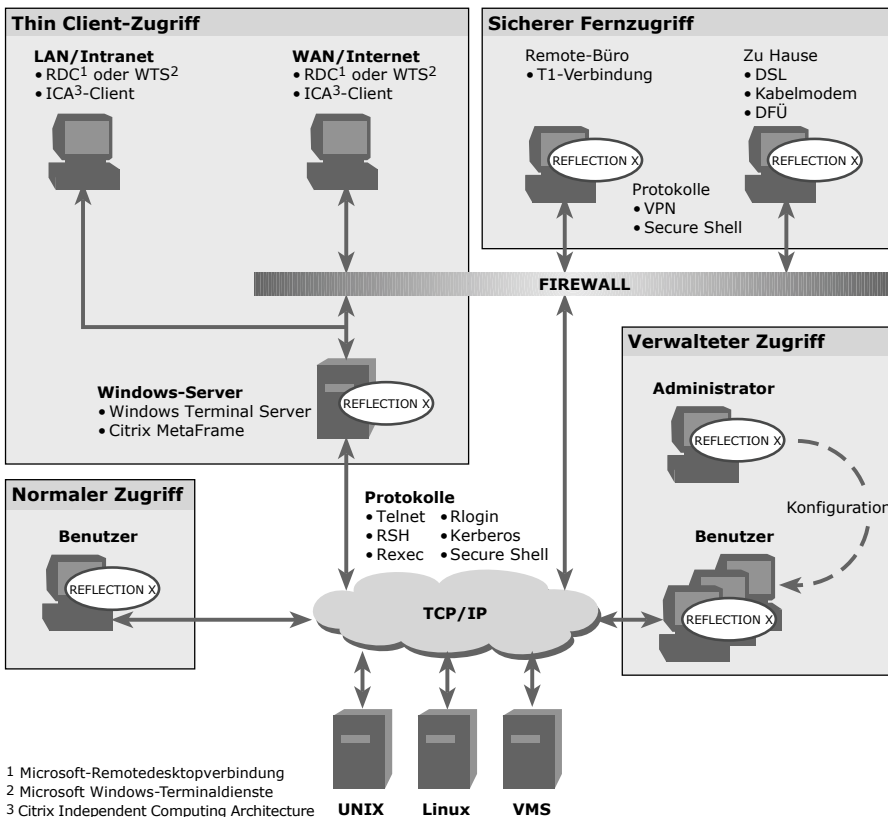 Thin Client-Zugriff
LAN/Intranet
• RDC1 oder WTS2
• ICA3-Client
WAN/Internet
• RDC1 oder WTS2
• ICA3-Client
Sicherer Fernzugriff
Remote-Büro
• T1-Verbindung
Zu Hause
• DSL
• Kabelmodem
• DFÜ
REFLECTION X
REFLECTION X
Protokolle
• VPN
• Secure Shell
FIREWALL
Windows-Server
• Windows Terminal Server
• Citrix MetaFrame
REFLECTION X
Verwalteter Zugriff
Administrator
REFLECTION X
Konfiguration
Benutzer
REFLECTION X
Normaler Zugriff
Benutzer
REFLECTION X
Protokolle
• Telnet • Rlogin
• RSH • Kerberos
• Rexec • Secure Shell
TCP/IP
UNIX Linux VMS
1 Microsoft-Remotedesktopverbindung
2 Microsoft Windows-Terminaldienste
3 Citrix Independent Computing Architecture